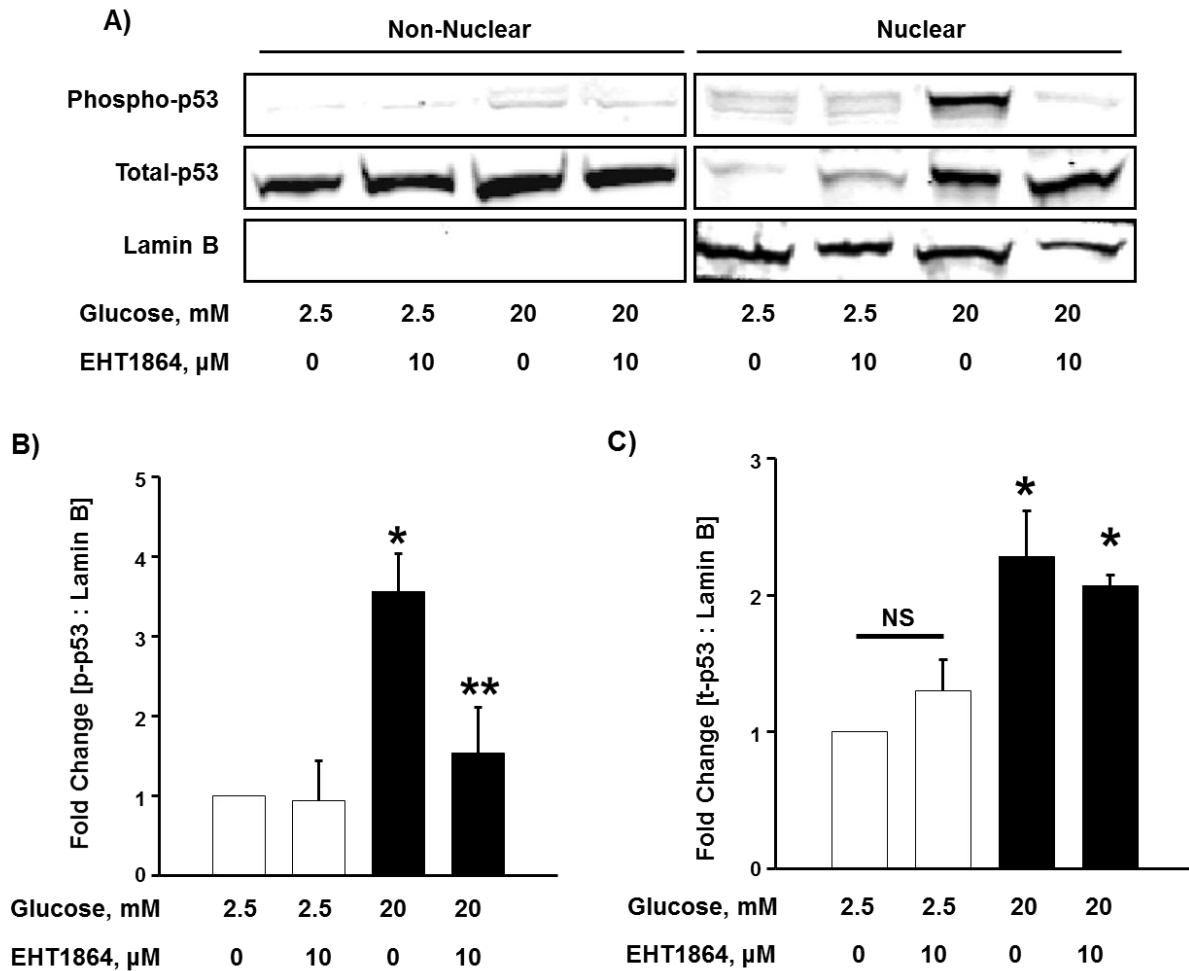 A)
Non-Nuclear Nuclear
Phospho-p53
Total-p53
Lamin B
Glucose, mM 2.5 2.5 20 20 2.5 2.5 20 20
EHT1864, µM 0 10 0 10 0 10 0 10
B)
Fold Change [p-p53 : Lamin B]
5
4
3
2
1
0
*
**
Glucose, mM 2.5 2.5 20 20
EHT1864, µM 0 10 0 10
C)
Fold Change [t-p53 : Lamin B]
3
2
1
0
NS
*
*
Glucose, mM 2.5 2.5 20 20
EHT1864, µM 0 10 0 10